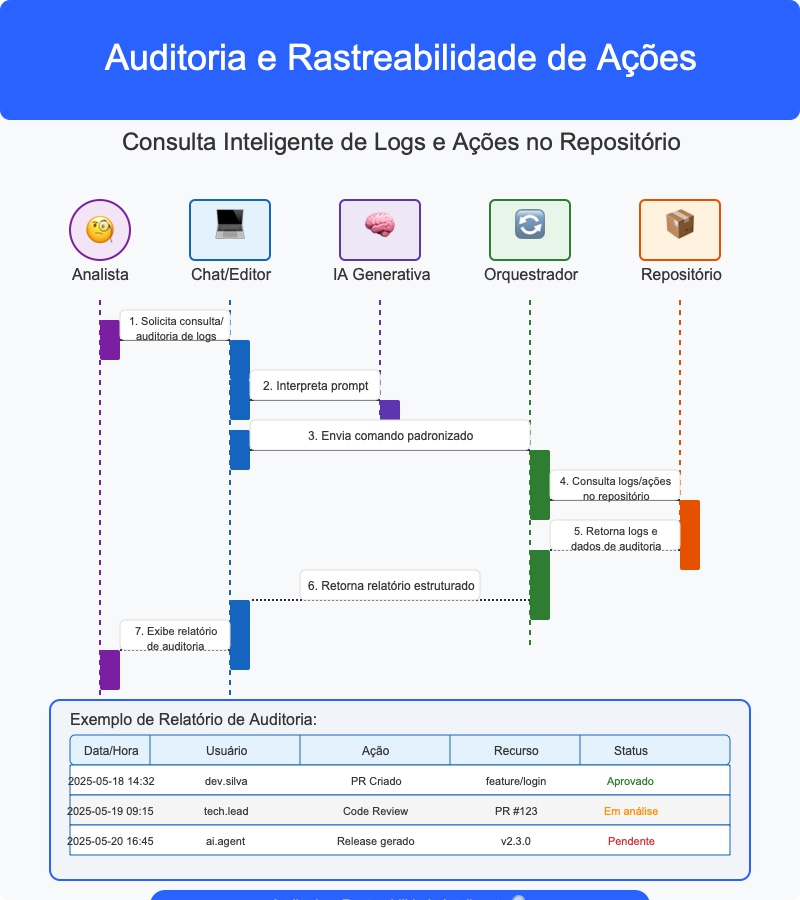 Auditoria e Rastreabilidade de Ações
Consulta Inteligente de Logs e Ações no Repositório
Analista
Chat/Editor
IA Generativa
Orquestrador
Repositório
1. Solicita consulta/
auditoria de logs
2. Interpreta prompt
3. Envia comando padronizado
4. Consulta logs/ações
no repositório
5. Retorna logs e
dados de auditoria
6. Retorna relatório estruturado
7. Exibe relatório
de auditoria
Exemplo de Relatório de Auditoria:
Data/Hora Usuário Ação Recurso Status
2025-05-18 14:32 dev.silva PR Criado feature/login Aprovado
2025-05-19 09:15 tech.lead Code Review PR #123 Em análise
2025-05-20 16:45 ai.agent Release gerado v2.3.0 Pendente